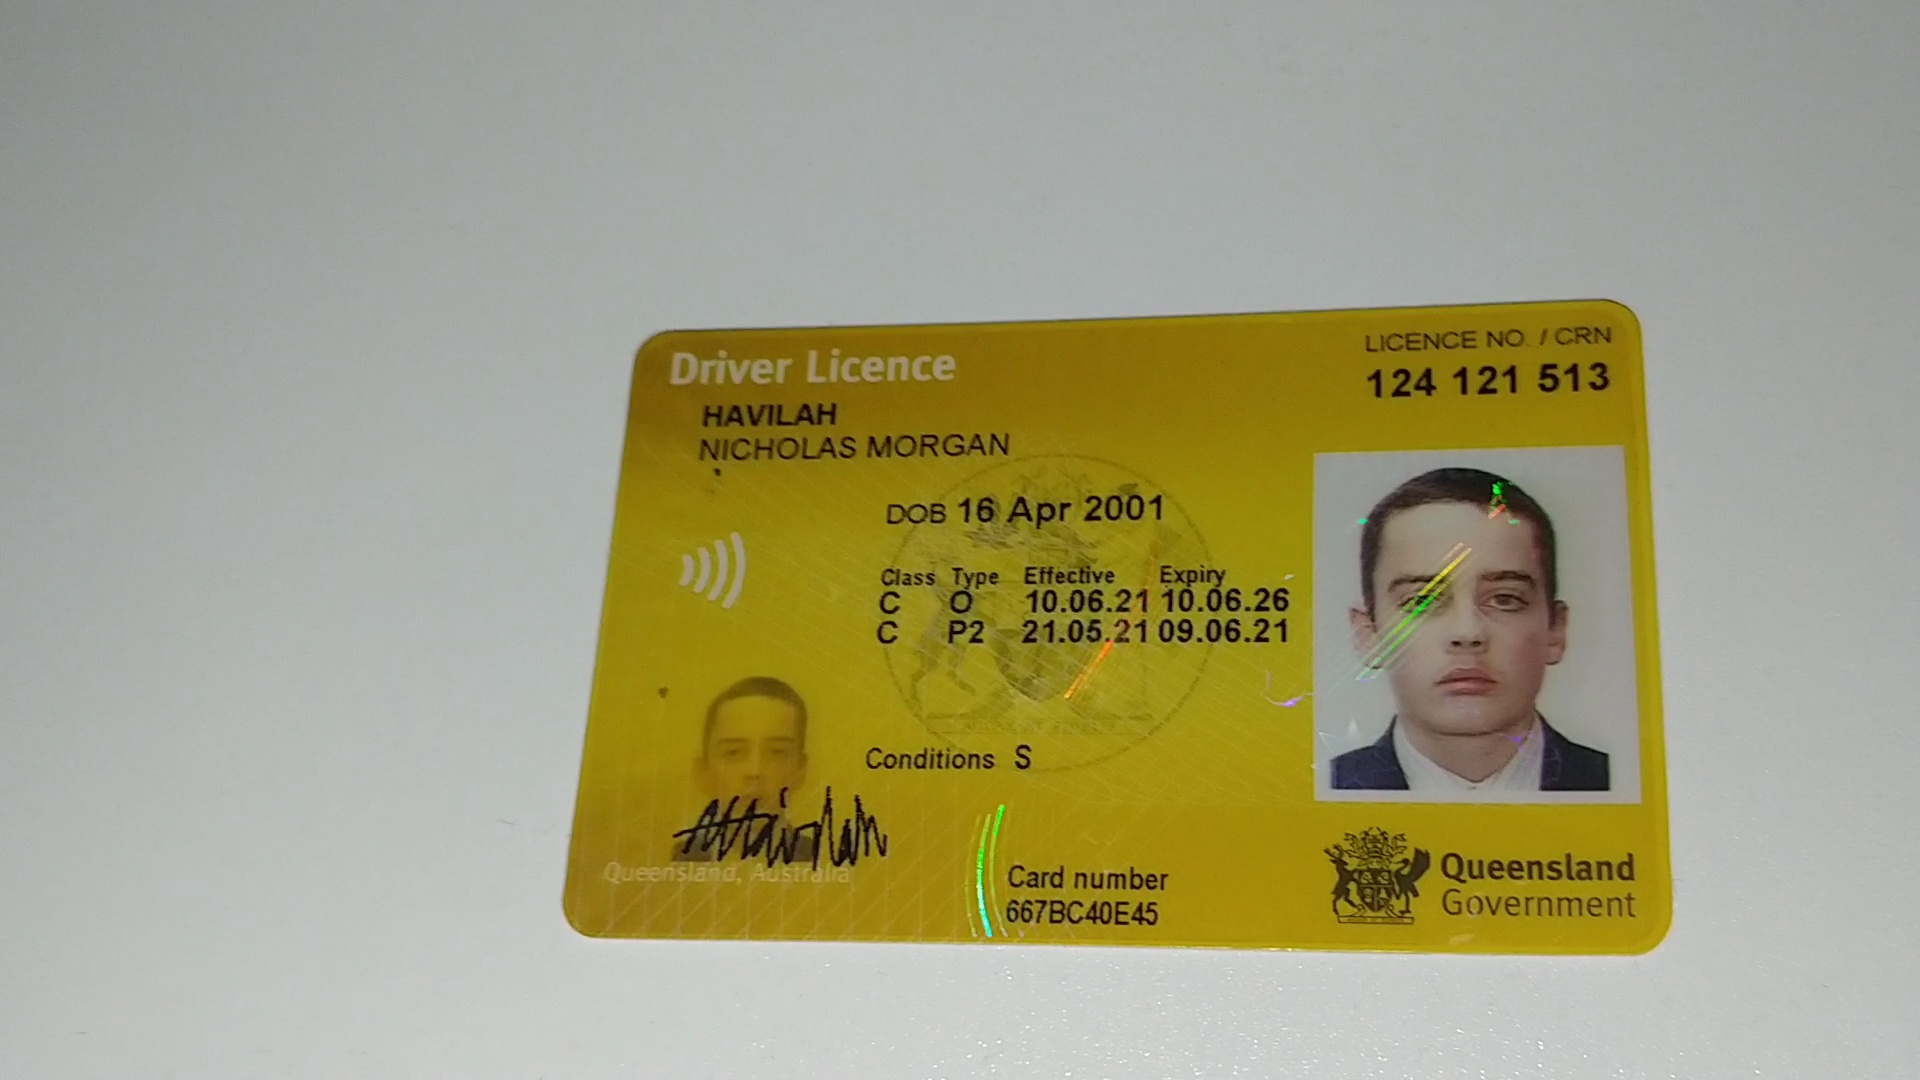 Driver Licence
LICENCE NO. / CRN
124 121 513
HAVILAH
NICHOLAS MORGAN
DOB 16 Apr 2001
Class Type Effective Expiry
C O 10.06.21 10.06.26
C P2 21.05.21 09.06.21
Conditions S
Queensland, Australia
Card number
667BC40E45
Queensland
Government